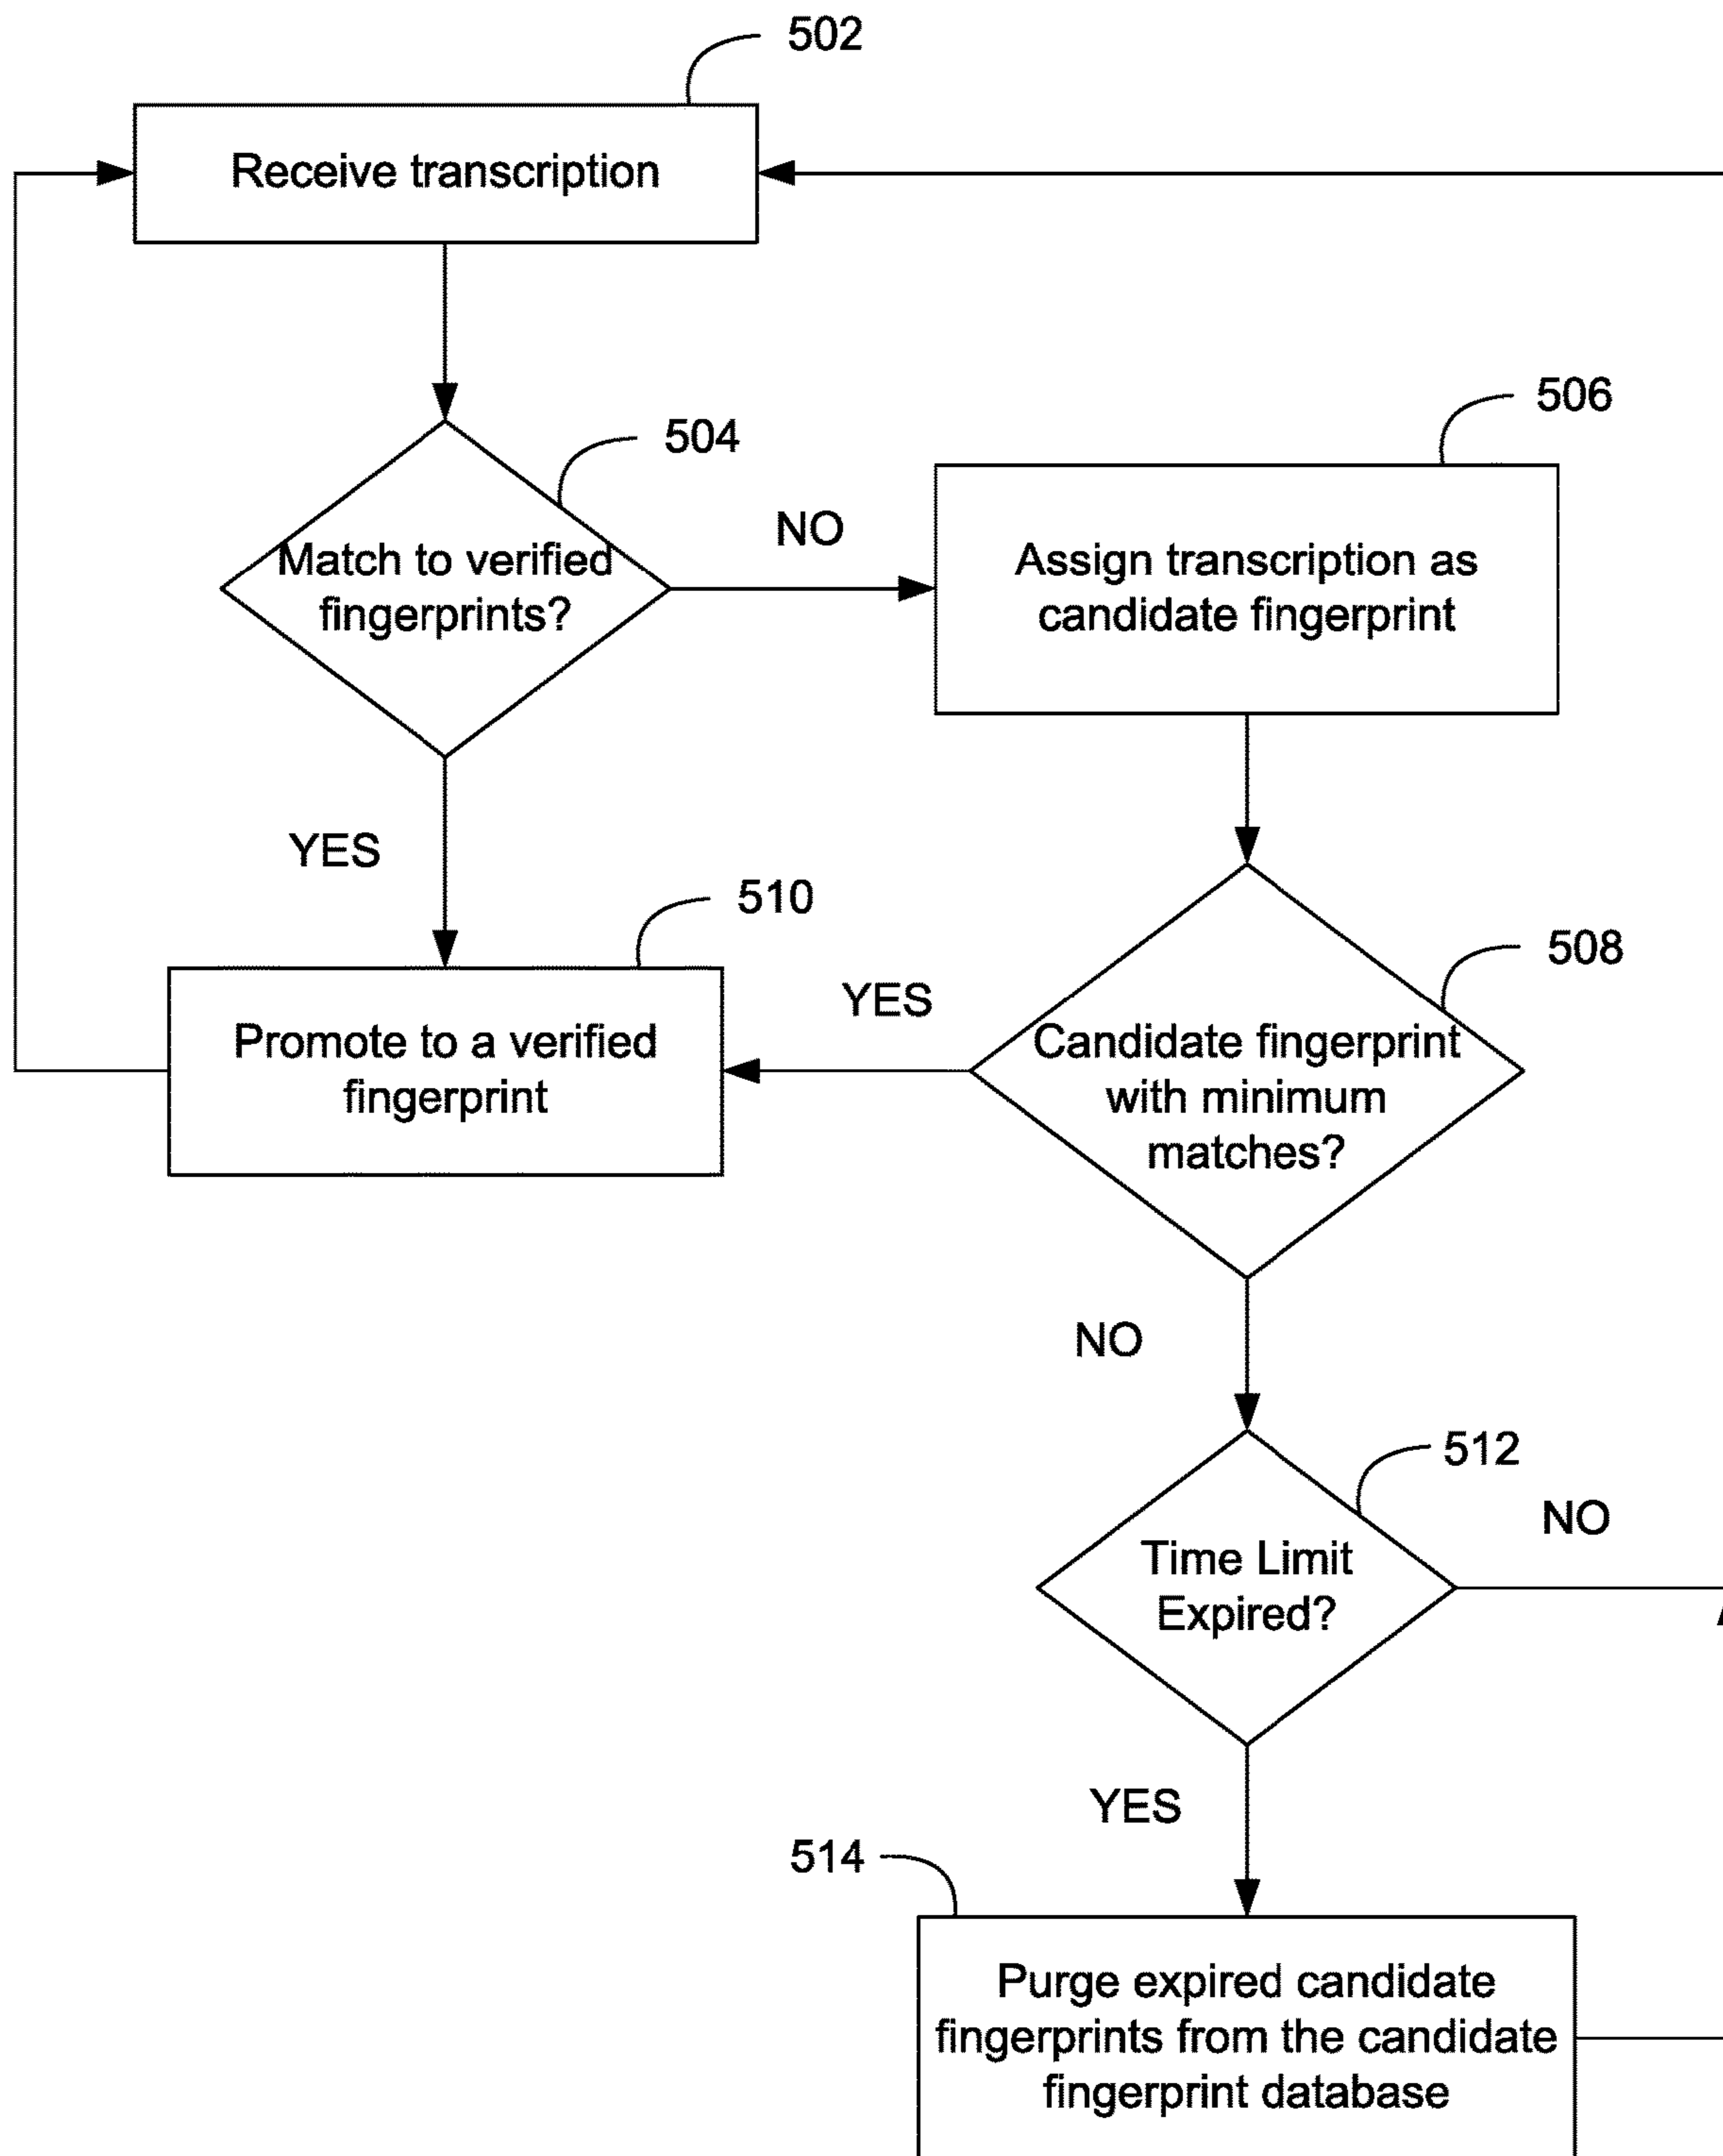 502
Receive transcription
504
Match to verified
fingerprints?
NO
506
Assign transcription as
candidate fingerprint
YES
510
Promote to a verified
fingerprint
YES
508
Candidate fingerprint
with minimum
matches?
NO
512
Time Limit
Expired?
NO
YES
514
Purge expired candidate
fingerprints from the candidate
fingerprint database